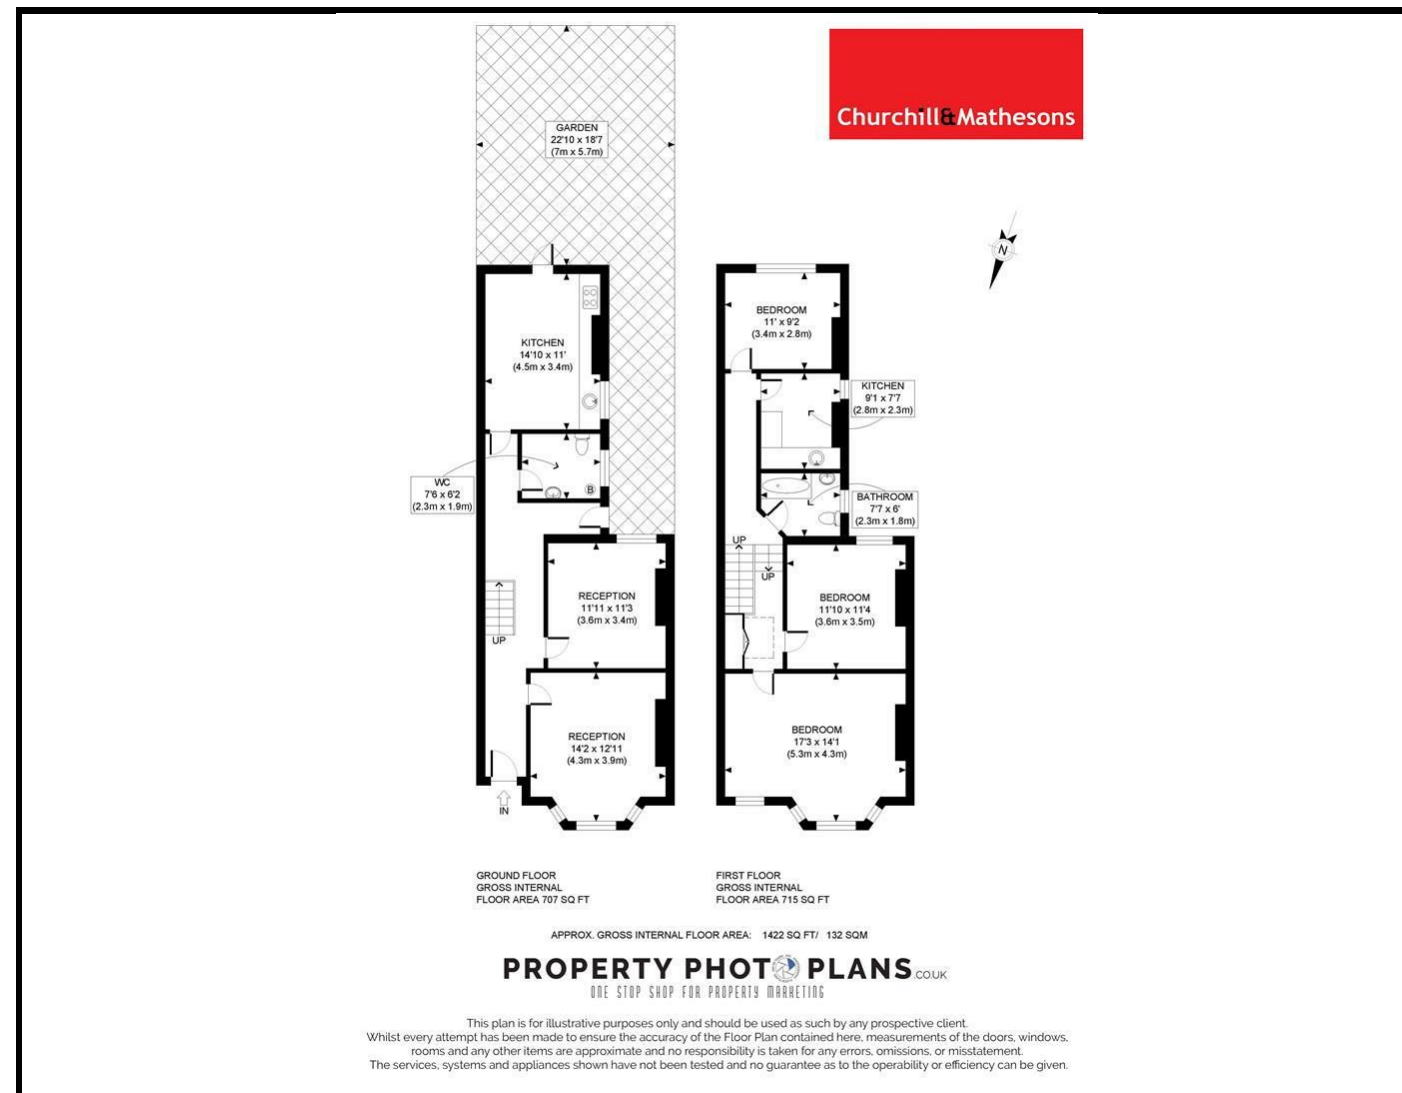 Churchill&Mathesons
GARDEN
22'10 x 18'7
(7m x 5.7m)
N
KITCHEN
14'10 x 11'
(4.5m x 3.4m)
WC
7'6 x 6'2
(2.3m x 1.9m)
B
UP
RECEPTION
11'11 x 11'3
(3.6m x 3.4m)
RECEPTION
14'2 x 12'11
(4.3m x 3.9m)
IN
BEDROOM
11' x 9'2
(3.4m x 2.8m)
KITCHEN
9'1 x 7'7
(2.8m x 2.3m)
BATHROOM
7'7 x 6'
(2.3m x 1.8m)
UP
UP
BEDROOM
11'10 x 11'4
(3.6m x 3.5m)
BEDROOM
17'3 x 14'1
(5.3m x 4.3m)
GROUND FLOOR
GROSS INTERNAL
FLOOR AREA 707 SQ FT
FIRST FLOOR
GROSS INTERNAL
FLOOR AREA 715 SQ FT
APPROX. GROSS INTERNAL FLOOR AREA: 1422 SQ FT/ 132 SQM
PROPERTY PHOTO PLANS.CO.UK
ONE STOP SHOP FOR PROPERTY MARKETING
This plan is for illustrative purposes only and should be used as such by any prospective client.
Whilst every attempt has been made to ensure the accuracy of the Floor Plan contained here, measurements of the doors, windows,
rooms and any other items are approximate and no responsibility is taken for any errors, omissions, or misstatement.
The services, systems and appliances shown have not been tested and no guarantee as to the operability or efficiency can be given.